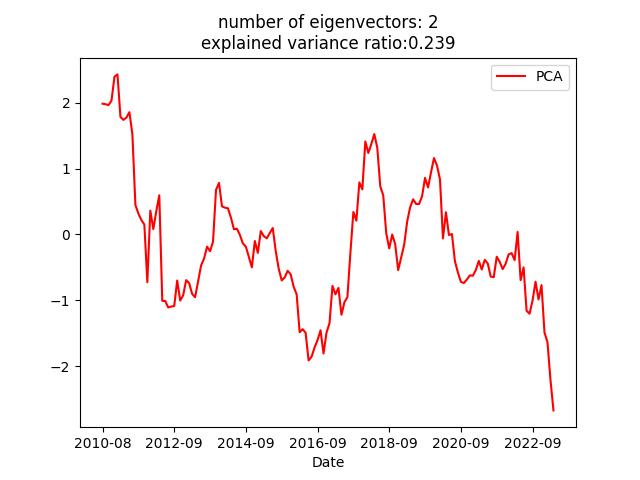 number of eigenvectors: 2
explained variance ratio:0.239
PCA
2
1
0
−1
−2
2010-08 2012-09 2014-09 2016-09 2018-09 2020-09 2022-09
Date